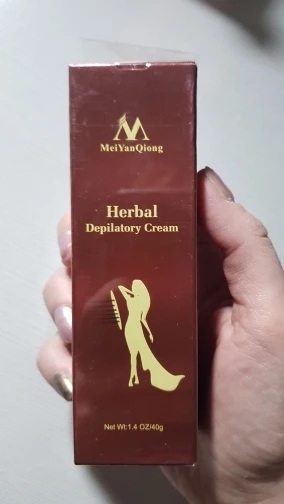 MeiYanQiong
Herbal
Depilatory Cream
Net Wt:1.4 OZ/40g